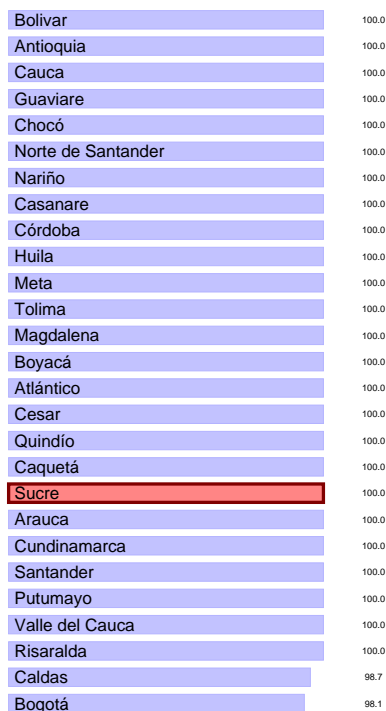 Bolivar 100.0
Antioquia 100.0
Cauca 100.0
Guaviare 100.0
Chocó 100.0
Norte de Santander 100.0
Nariño 100.0
Casanare 100.0
Córdoba 100.0
Huila 100.0
Meta 100.0
Tolima 100.0
Magdalena 100.0
Boyacá 100.0
Atlántico 100.0
Cesar 100.0
Quindío 100.0
Caquetá 100.0
Sucre 100.0
Arauca 100.0
Cundinamarca 100.0
Santander 100.0
Putumayo 100.0
Valle del Cauca 100.0
Risaralda 100.0
Caldas 98.7
Bogotá 98.1